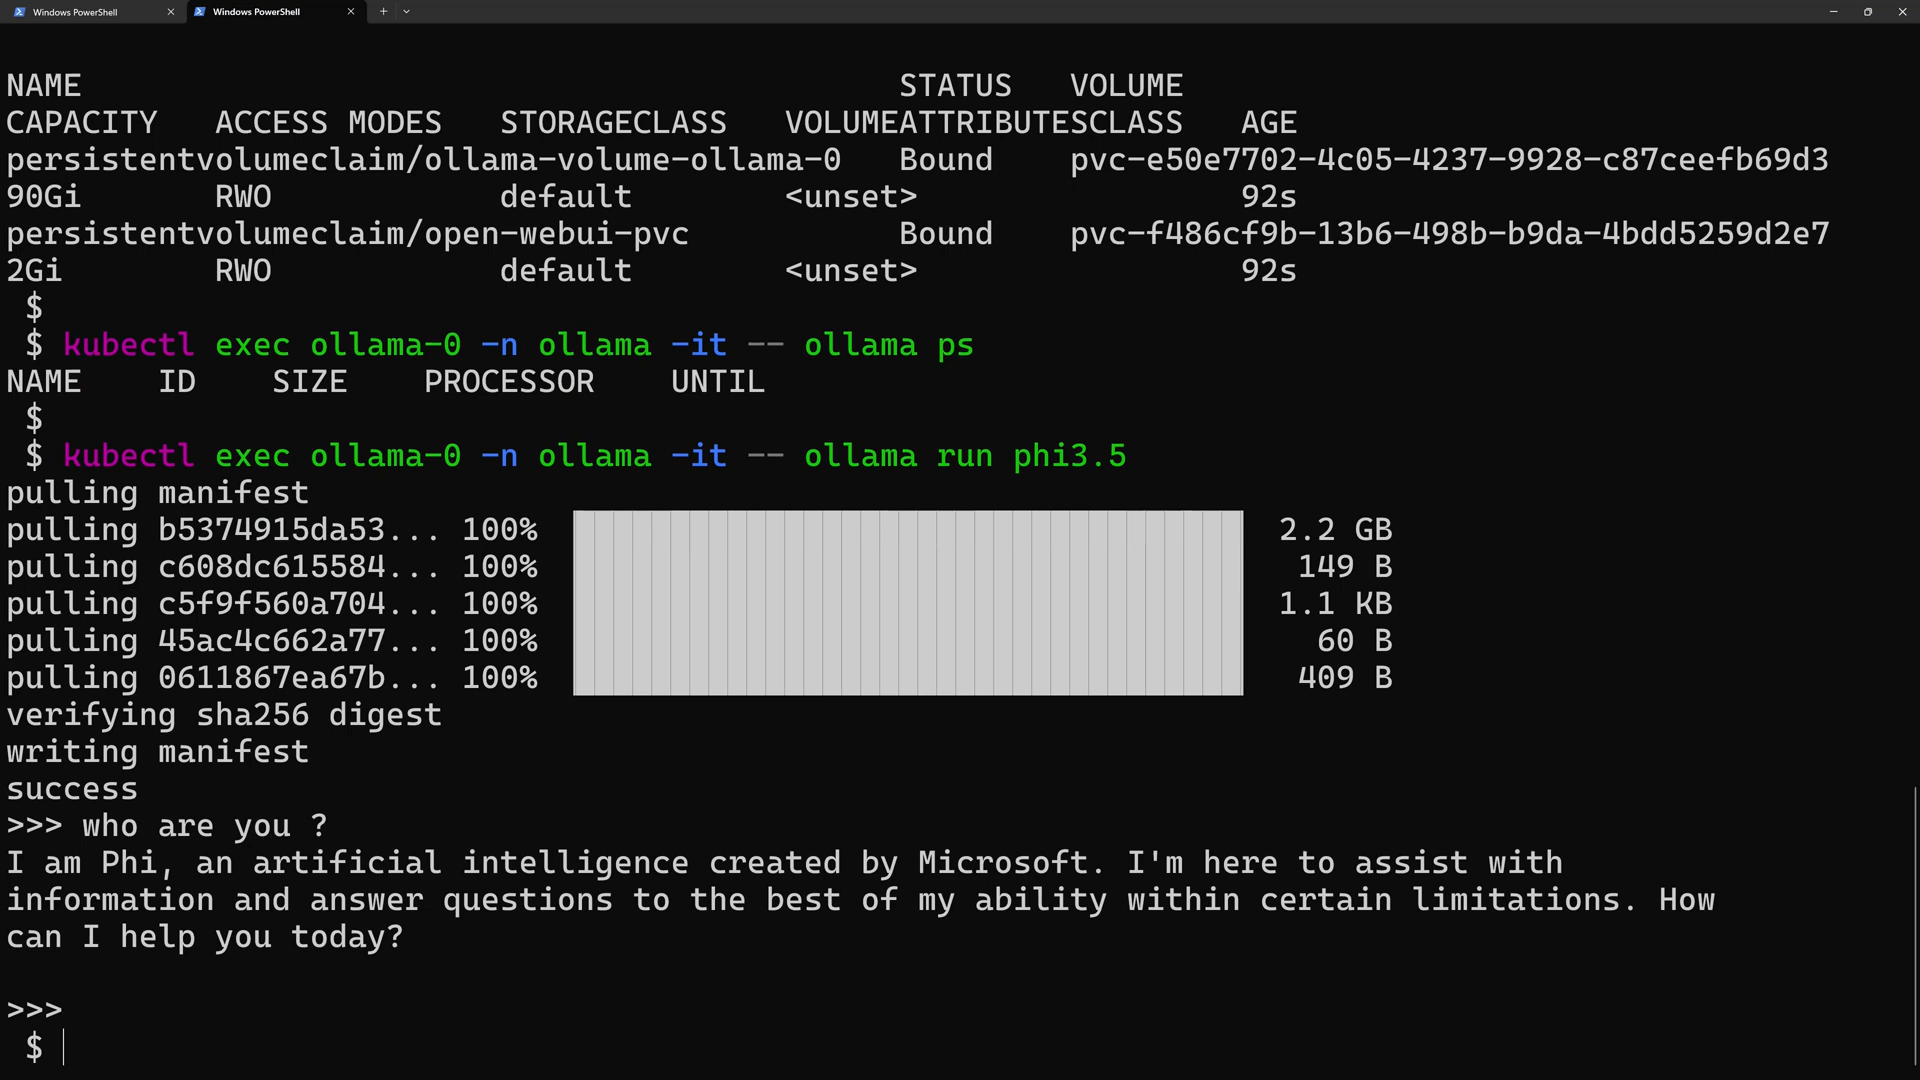 Windows PowerShell
Windows PowerShell
NAME STATUS VOLUME
CAPACITY ACCESS MODES STORAGECLASS VOLUMEATTRIBUTESCLASS AGE
persistentvolumeclaim/ollama-volume-ollama-0 Bound pvc-e50e7702-4c05-4237-9928-c87ceefb69d3
90Gi RWO default <unset> 92s
persistentvolumeclaim/open-webui-pvc Bound pvc-f486cf9b-13b6-498b-b9da-4bdd5259d2e7
2Gi RWO default <unset> 92s
$
$ kubectl exec ollama-0 -n ollama -it -- ollama ps
NAME ID SIZE PROCESSOR UNTIL
$
$ kubectl exec ollama-0 -n ollama -it -- ollama run phi3.5
pulling manifest
pulling b5374915da53... 100% 2.2 GB
pulling c608dc615584... 100% 149 B
pulling c5f9f560a704... 100% 1.1 KB
pulling 45ac4c662a77... 100% 60 B
pulling 0611867ea67b... 100% 409 B
verifying sha256 digest
writing manifest
success
>>> who are you ?
I am Phi, an artificial intelligence created by Microsoft. I'm here to assist with
information and answer questions to the best of my ability within certain limitations. How
can I help you today?
>>>
$